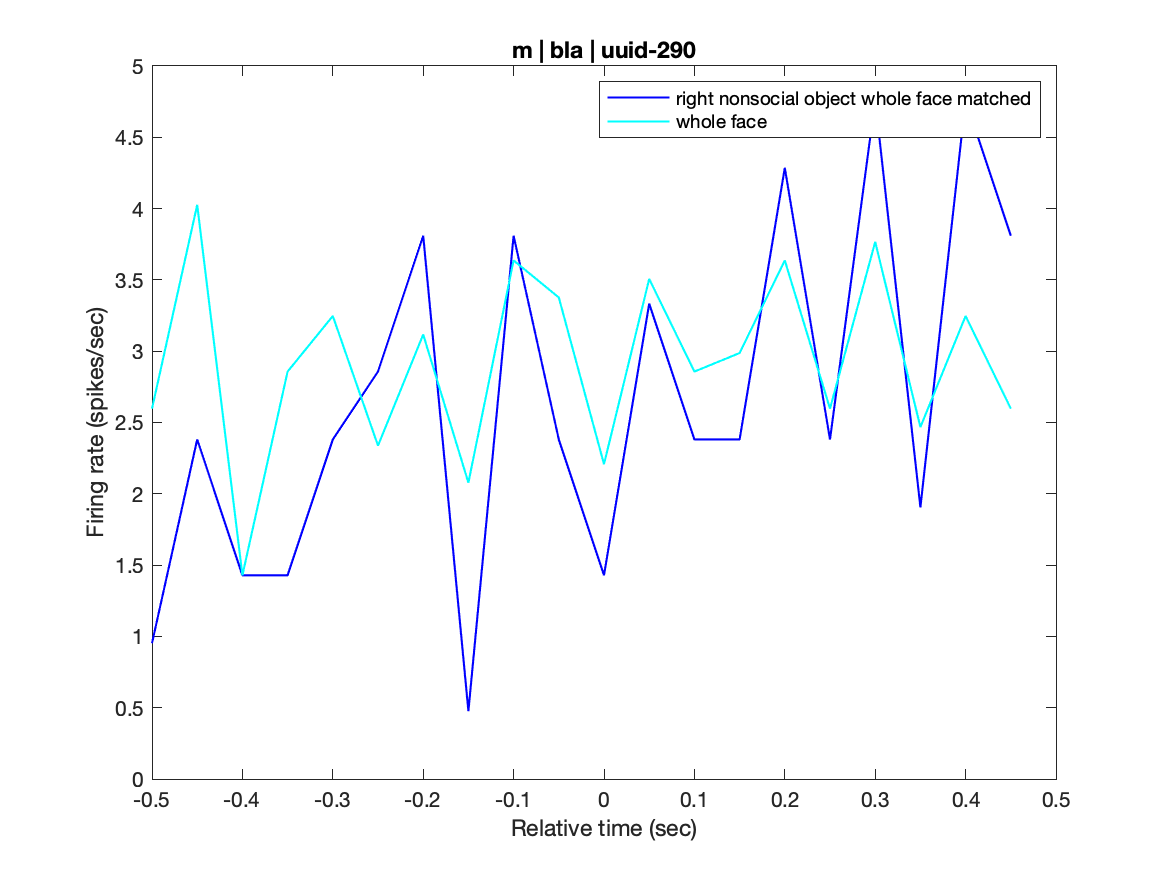 m | bla | uuid-290
right nonsocial object whole face matched
whole face
5
4.5
4
3.5
3
2.5
2
1.5
1
0.5
0
Firing rate (spikes/sec)
-0.5 -0.4 -0.3 -0.2 -0.1 0 0.1 0.2 0.3 0.4 0.5
Relative time (sec)